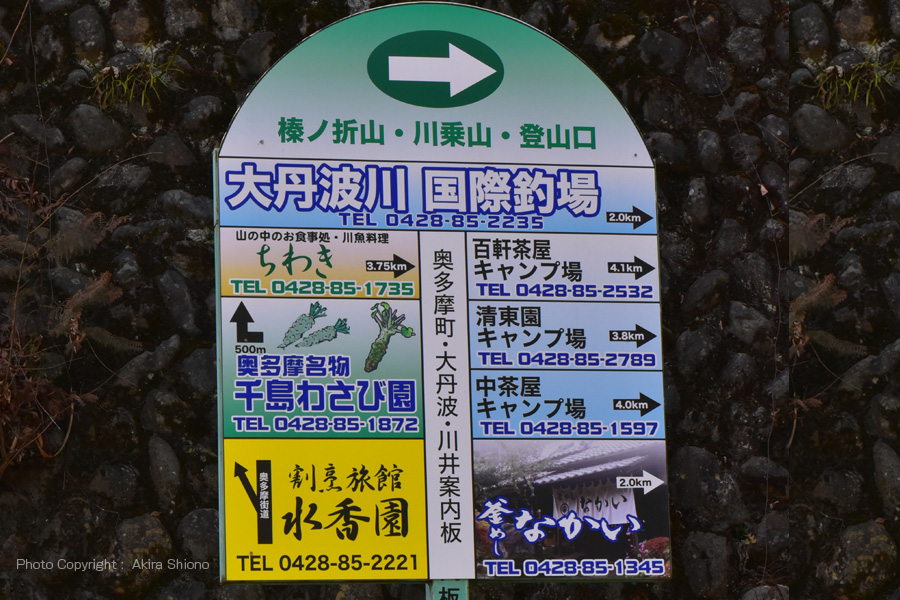 榛ノ折山・川乗山・登山口
大丹波川 国際釣場
TEL 0428-85-2235
2.0km
山の中のお食事処・川魚料理
ちわき
3.75km
TEL 0428-85-1735
500m
奥多摩名物
千島わさび園
TEL 0428-85-1872
奥多摩街道
割烹旅館
水香園
TEL 0428-85-2221
奥多摩町・大丹波・川井案内板
百軒茶屋
キャンプ場
4.1km
TEL 0428-85-2532
清東園
キャンプ場
3.8km
TEL 0428-85-2789
中茶屋
キャンプ場
4.0km
TEL 0428-85-1597
2.0km
なかい
釜めし
なかい
TEL 0428-85-1345
板
Photo Copyright : Akira Shiono